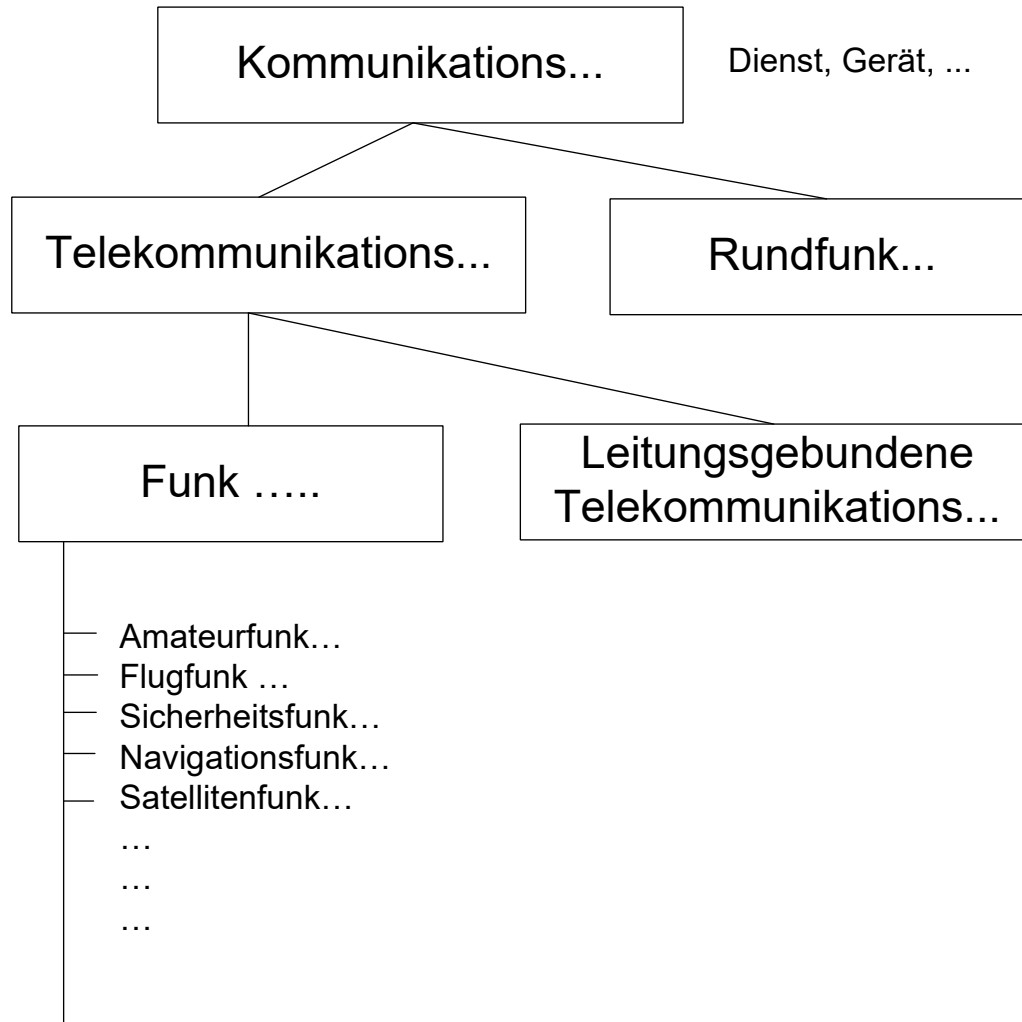 Kommunikations...
Dienst, Gerät, ...
Telekommunikations...
Rundfunk...
Funk …..
Leitungsgebundene
Telekommunikations...
Amateurfunk…
Flugfunk …
Sicherheitsfunk…
Navigationsfunk…
Satellitenfunk…
…
…
…